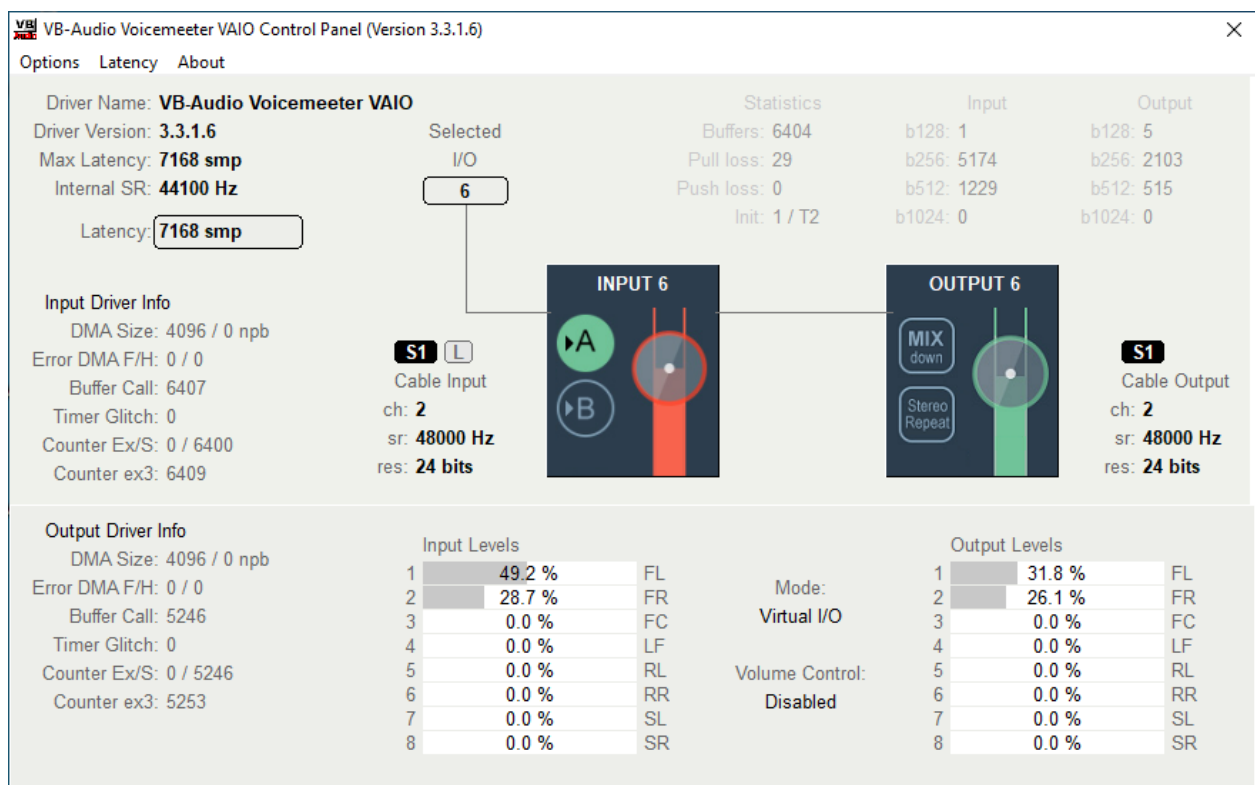 VB-Audio Voicemeeter VAIO Control Panel (Version 3.3.1.6)
Options Latency About
Driver Name: VB-Audio Voicemeeter VAIO
Driver Version: 3.3.1.6
Max Latency: 7168 smp
Internal SR: 44100 Hz
Latency: 7168 smp
Selected
I/O
6
Statistics Input Output
Buffers: 6404 b128: 1 b128: 5
Pull loss: 29 b256: 5174 b256: 2103
Push loss: 0 b512: 1229 b512: 515
Init: 1 / T2 b1024: 0 b1024: 0
Input Driver Info
DMA Size: 4096 / 0 npb
Error DMA F/H: 0 / 0
Buffer Call: 6407
Timer Glitch: 0
Counter Ex/S: 0 / 6400
Counter ex3: 6409
S1 L
Cable Input
ch: 2
sr: 48000 Hz
res: 24 bits
INPUT 6
A
B
OUTPUT 6
MIX
down
Stereo
Repeat
S1
Cable Output
ch: 2
sr: 48000 Hz
res: 24 bits
Output Driver Info
DMA Size: 4096 / 0 npb
Error DMA F/H: 0 / 0
Buffer Call: 5246
Timer Glitch: 0
Counter Ex/S: 0 / 5246
Counter ex3: 5253
Input Levels
1 49.2 % FL
2 28.7 % FR
3 0.0 % FC
4 0.0 % LF
5 0.0 % RL
6 0.0 % RR
7 0.0 % SL
8 0.0 % SR
Mode:
Virtual I/O
Volume Control:
Disabled
Output Levels
1 31.8 % FL
2 26.1 % FR
3 0.0 % FC
4 0.0 % LF
5 0.0 % RL
6 0.0 % RR
7 0.0 % SL
8 0.0 % SR